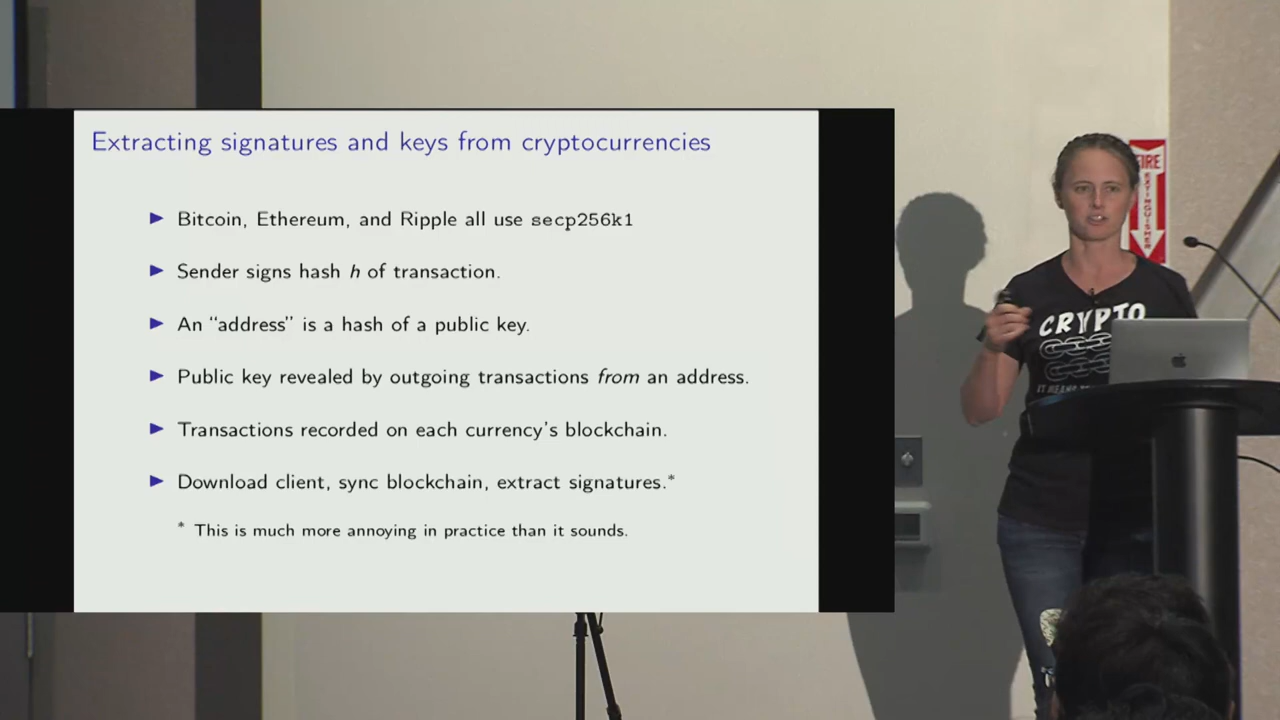 Extracting signatures and keys from cryptocurrencies
▶ Bitcoin, Ethereum, and Ripple all use secp256k1
▶ Sender signs hash h of transaction.
▶ An “address” is a hash of a public key.
▶ Public key revealed by outgoing transactions from an address.
▶ Transactions recorded on each currency’s blockchain.
▶ Download client, sync blockchain, extract signatures.*
* This is much more annoying in practice than it sounds.
FIRE
EXTINGUISHER
CRYPTO
IT MEANS